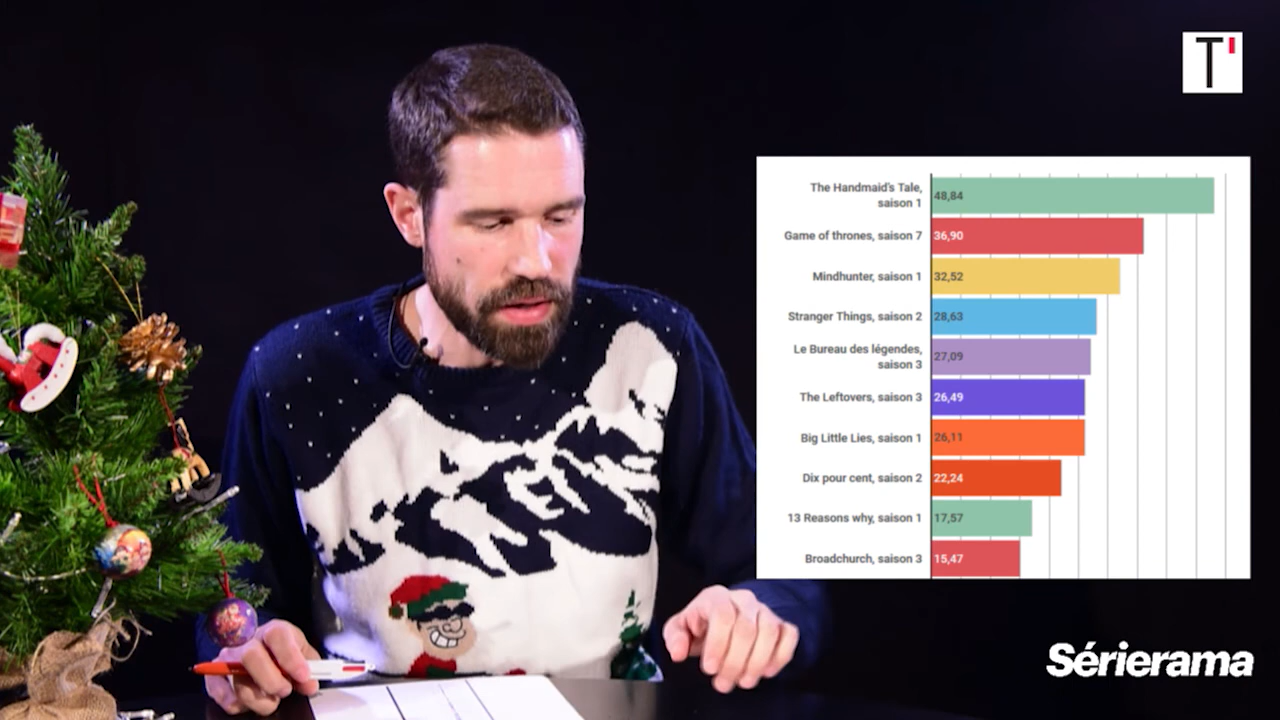 T'
The Handmaid's Tale,
saison 1
48,84
Game of thrones, saison 7
36,90
Mindhunter, saison 1
32,52
Stranger Things, saison 2
28,63
Le Bureau des légendes,
saison 3
27,09
The Leftovers, saison 3
26,49
Big Little Lies, saison 1
26,11
Dix pour cent, saison 2
22,24
13 Reasons why, saison 1
17,57
Broadchurch, saison 3
15,47
Sérierama